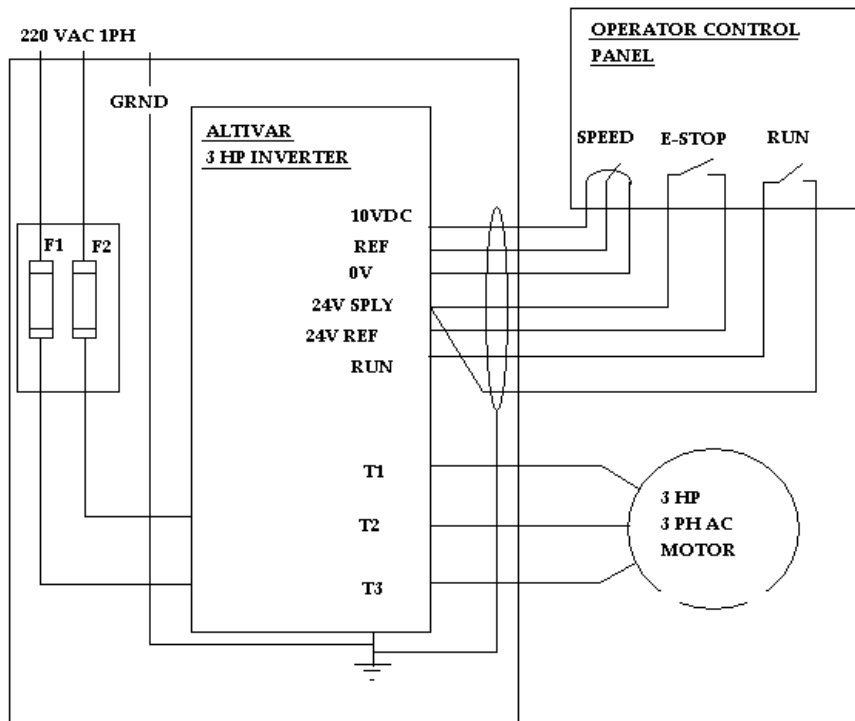 220 VAC 1PH
GRND
F1
F2
ALTIVAR
3 HP INVERTER
10VDC
REF
0V
24V SPLY
24V REF
RUN
T1
T2
T3
OPERATOR CONTROL
PANEL
SPEED
E-STOP
RUN
3 HP
3 PH AC
MOTOR